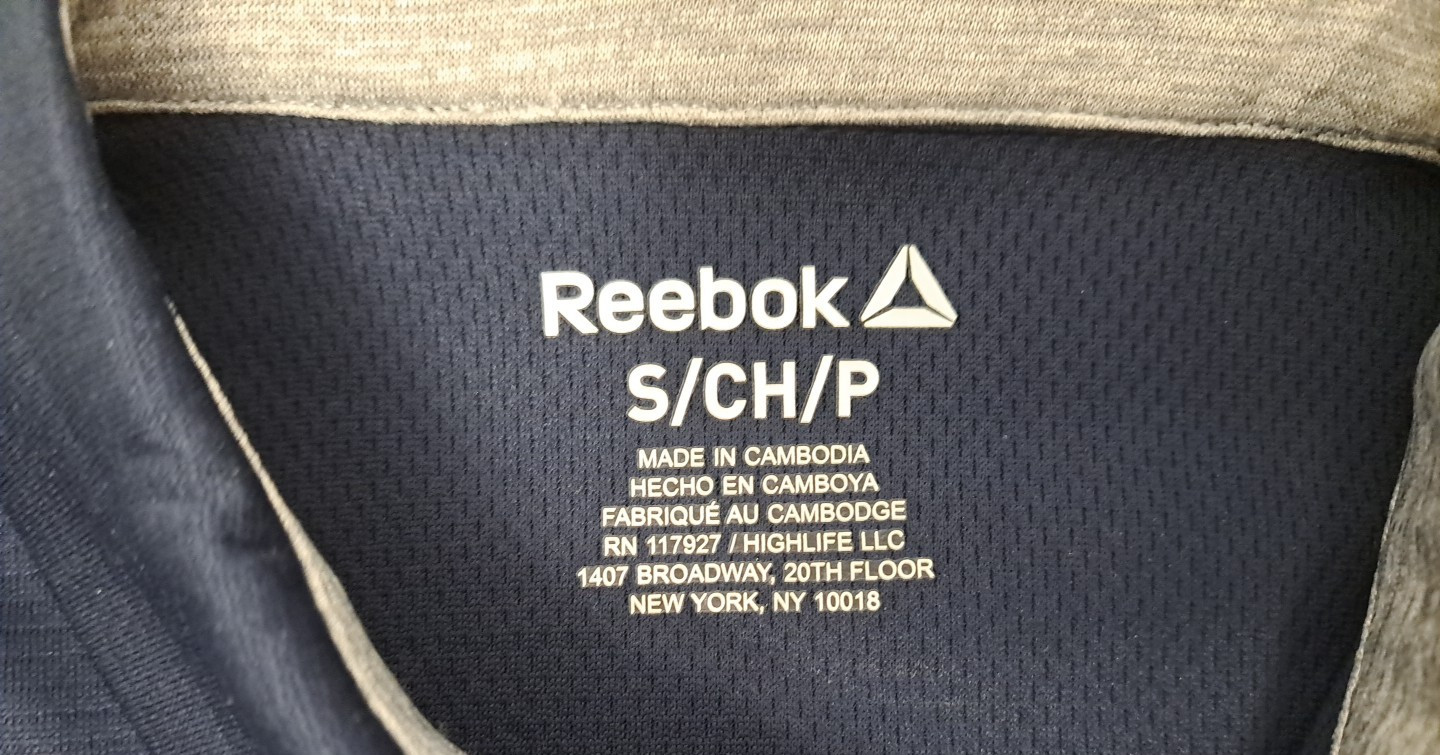 Reebok
S/CH/P
MADE IN CAMBODIA
HECHO EN CAMBOYA
FABRIQUÉ AU CAMBODGE
RN 117927 / HIGHLIFE LLC
1407 BROADWAY, 20TH FLOOR
NEW YORK, NY 10018